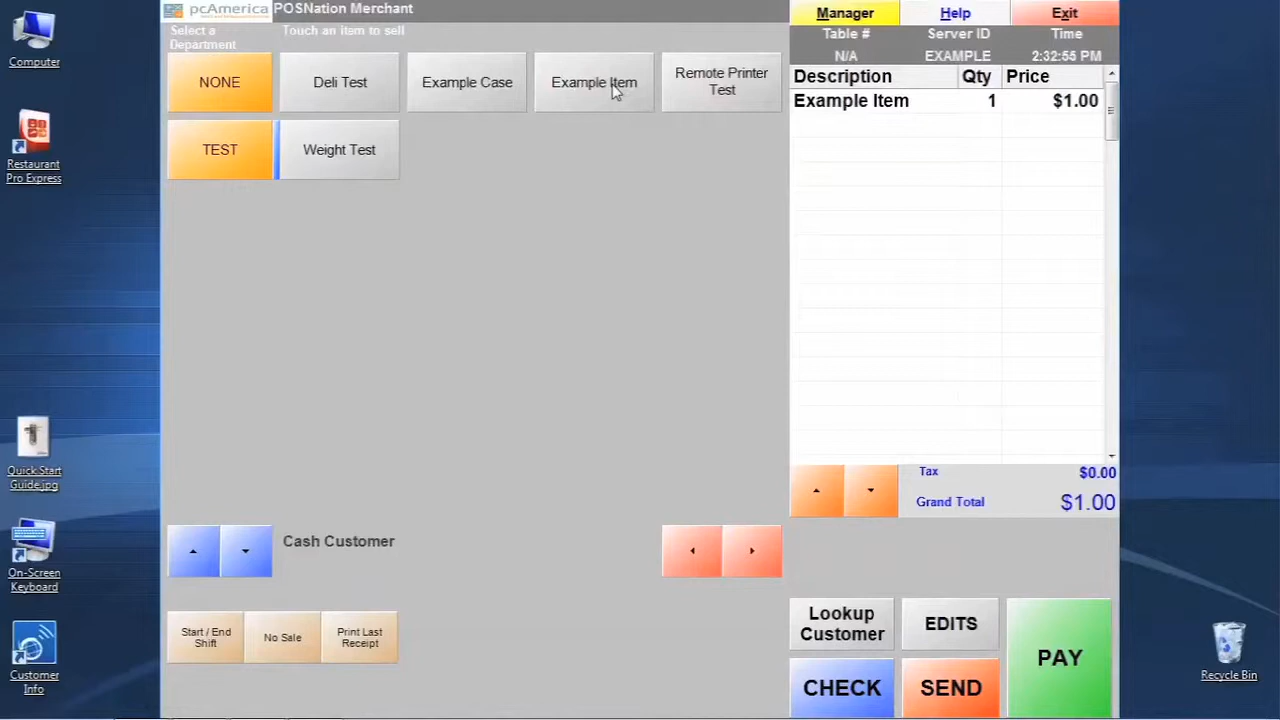 Computer
Restaurant
Pro Express
Quick Start
Guide.jpg
On-Screen
Keyboard
Customer
Info
pcAmerica
POSNation Merchant
Select a
Department
Touch an Item to sell
NONE
Deli Test
Example Case
Example Item
Remote Printer
Test
TEST
Weight Test
Cash Customer
Start / End
Shift
No Sale
Print Last
Receipt
Manager
Help
Exit
Table #
Server ID
Time
N/A
EXAMPLE
2:32:55 PM
Description Qty Price
Example Item 1 $1.00
Tax $0.00
Grand Total $1.00
Lookup
Customer
EDITS
PAY
CHECK
SEND
Recycle Bin